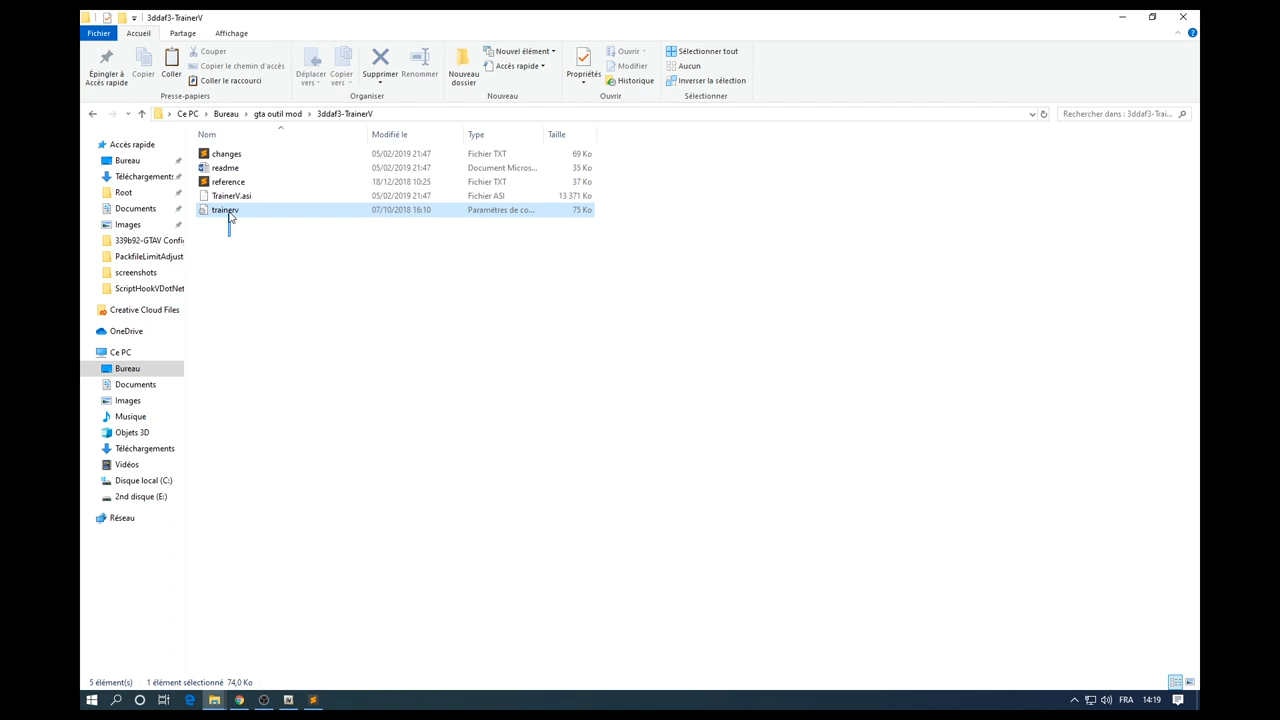 3ddaf3-TrainerV
Fichier Accueil Partage Affichage
Épingler à Accès rapide
Copier
Coller
Couper
Copier le chemin d'accès
Coller le raccourci
Presse-papiers
Déplacer vers
Copier vers
Supprimer
Renommer
Organiser
Nouveau dossier
Nouvel élément
Accès rapide
Nouveau
Propriétés
Ouvrir
Modifier
Historique
Ouvrir
Sélectionner tout
Aucun
Inverser la sélection
Sélectionner
Ce PC > Bureau > gta outil mod > 3ddaf3-TrainerV
Rechercher dans : 3ddaf3-Trai...
Nom Modifié le Type Taille
changes 05/02/2019 21:47 Fichier TXT 69 Ko
readme 05/02/2019 21:47 Document Micros... 35 Ko
reference 18/12/2018 10:25 Fichier TXT 37 Ko
TrainerV.asi 05/02/2019 21:47 Fichier ASI 13 371 Ko
trainerv 07/10/2018 16:10 Paramètres de co... 75 Ko
Accès rapide
Bureau
Téléchargements
Root
Documents
Images
339b92-GTAV Config
PackfileLimitAdjust
screenshots
ScriptHookVDotNet
Creative Cloud Files
OneDrive
Ce PC
Bureau
Documents
Images
Musique
Objets 3D
Téléchargements
Vidéos
Disque local (C:)
2nd disque (E:)
Réseau
5 élément(s) 1 élément sélectionné 74,0 Ko
FRA 14:19